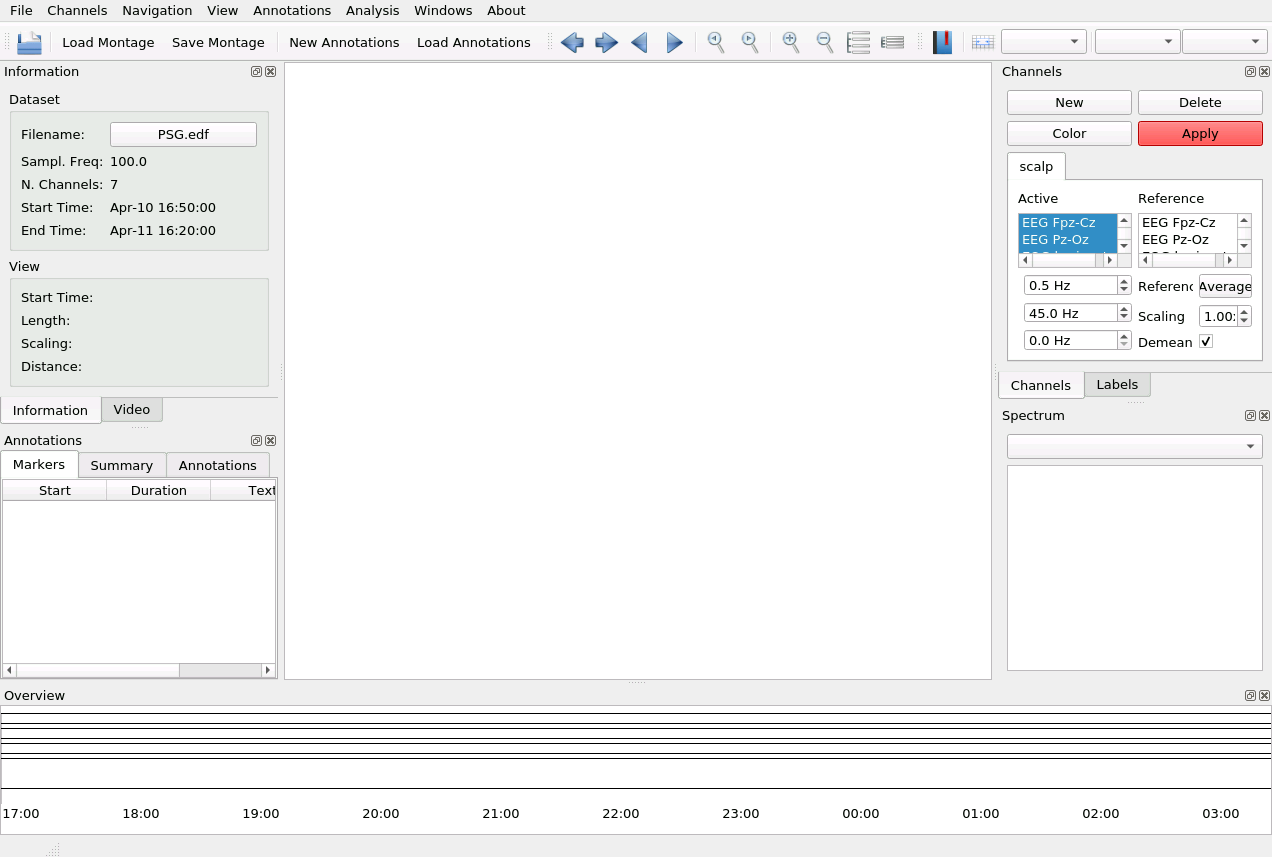 File Channels Navigation View Annotations Analysis Windows About
Load Montage Save Montage New Annotations Load Annotations
Information
Dataset
Filename: PSG.edf
Sampl. Freq: 100.0
N. Channels: 7
Start Time: Apr-10 16:50:00
End Time: Apr-11 16:20:00
View
Start Time:
Length:
Scaling:
Distance:
Information Video
Annotations
Markers Summary Annotations
Start Duration Text
Channels
New Delete
Color Apply
scalp
Active Reference
EEG Fpz-Cz EEG Fpz-Cz
EEG Pz-Oz EEG Pz-Oz
0.5 Hz Referenc Average
45.0 Hz Scaling 1.00
0.0 Hz Demean
Channels Labels
Spectrum
Overview
17:00 18:00 19:00 20:00 21:00 22:00 23:00 00:00 01:00 02:00 03:00